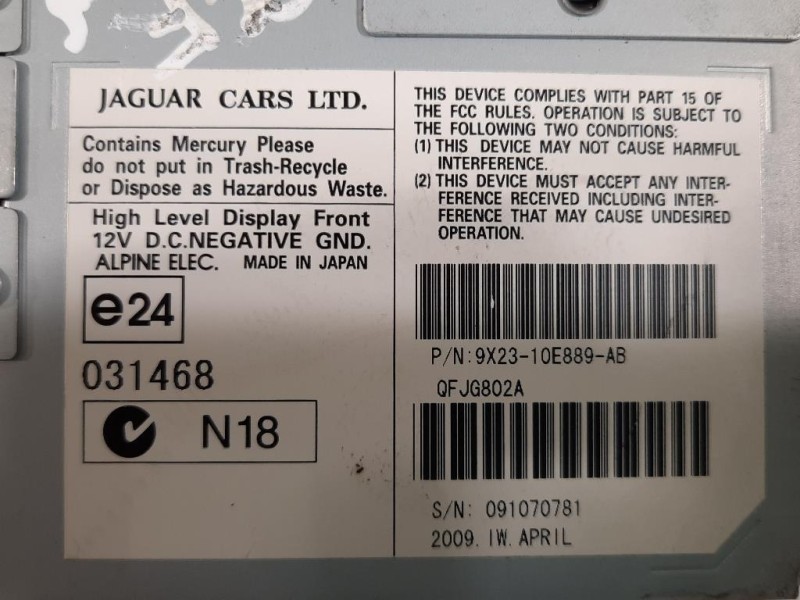 JAGUAR CARS LTD.
Contains Mercury Please
do not put in Trash-Recycle
or Dispose as Hazardous Waste.
High Level Display Front
12V D.C.NEGATIVE GND.
ALPINE ELEC. MADE IN JAPAN
e24
031468
N18
THIS DEVICE COMPLIES WITH PART 15 OF
THE FCC RULES. OPERATION IS SUBJECT TO
THE FOLLOWING TWO CONDITIONS:
(1) THIS DEVICE MAY NOT CAUSE HARMFUL
INTERFERENCE.
(2) THIS DEVICE MUST ACCEPT ANY INTER-
FERENCE RECEIVED INCLUDING INTER-
FERENCE THAT MAY CAUSE UNDESIRED
OPERATION.
P/N:9X23-10E889-AB
QFJG802A
S/N: 091070781
2009. IW. APRIL